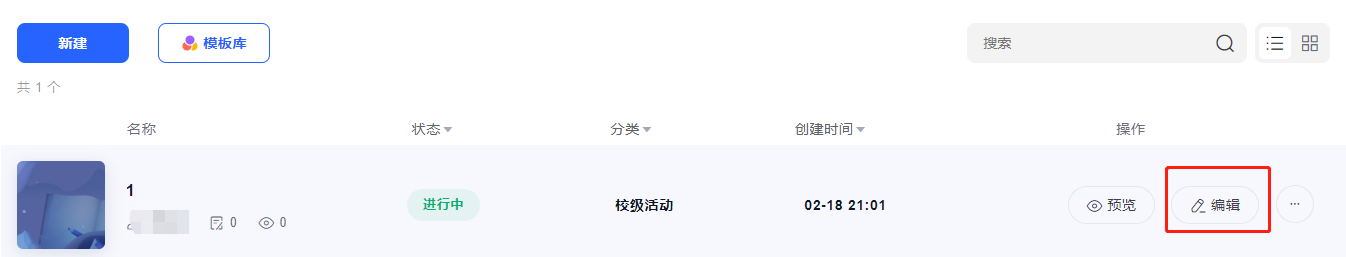 新建 模板库 搜索
共 1 个
名称 状态 分类 创建时间 操作
1
进行中 校级活动 02-18 21:01 预览 编辑 ...
0 0